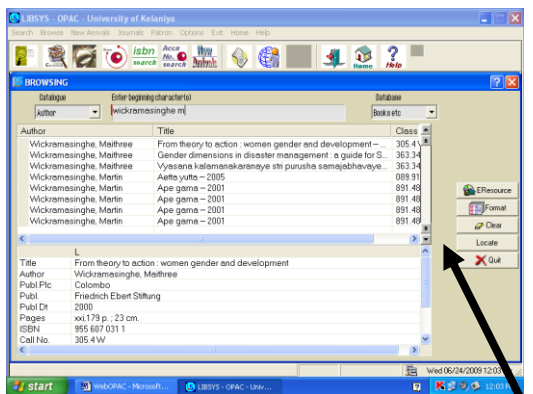 LIBSYS - OPAC - University of Kelaniya
Search Browse New Arrivals Journals Patron Options Exit Home Help
isbn search Acce No. search Home Help
BROWSING
Catalogue Enter beginning character(s) Database
Author wickramasinghe m Books etc
Author Title Class
Wickramasinghe, Maithree From theory to action : women gender and development – ... 305.4
Wickramasinghe, Maithree Gender dimensions in disaster management : a guide for S... 363.34
Wickramasinghe, Maithree Vyasana kalamanakaranaye stri purusha samajabhavaye... 363.34
Wickramasinghe, Martin Aetta yutta – 2005 089.91
Wickramasinghe, Martin Ape gama – 2001 891.48
Wickramasinghe, Martin Ape gama – 2001 891.48
Wickramasinghe, Martin Ape gama – 2001 891.48
Wickramasinghe, Martin Ape gama – 2001 891.48
EResource
Format
Clear
Locate
Quit
L
Title From theory to action : women gender and development
Author Wickramasinghe, Maithree
Publ.Plc Colombo
Publ. Friedrich Ebert Stiftung
Publ Dt 2000
Pages xxi,179 p. ; 23 cm.
ISBN 955 607 031 1
Call No. 305.4 W
Wed 06/24/2009 12:03
start WebOPAC - Microsoft... LIBSYS - OPAC - Univ... 12:03